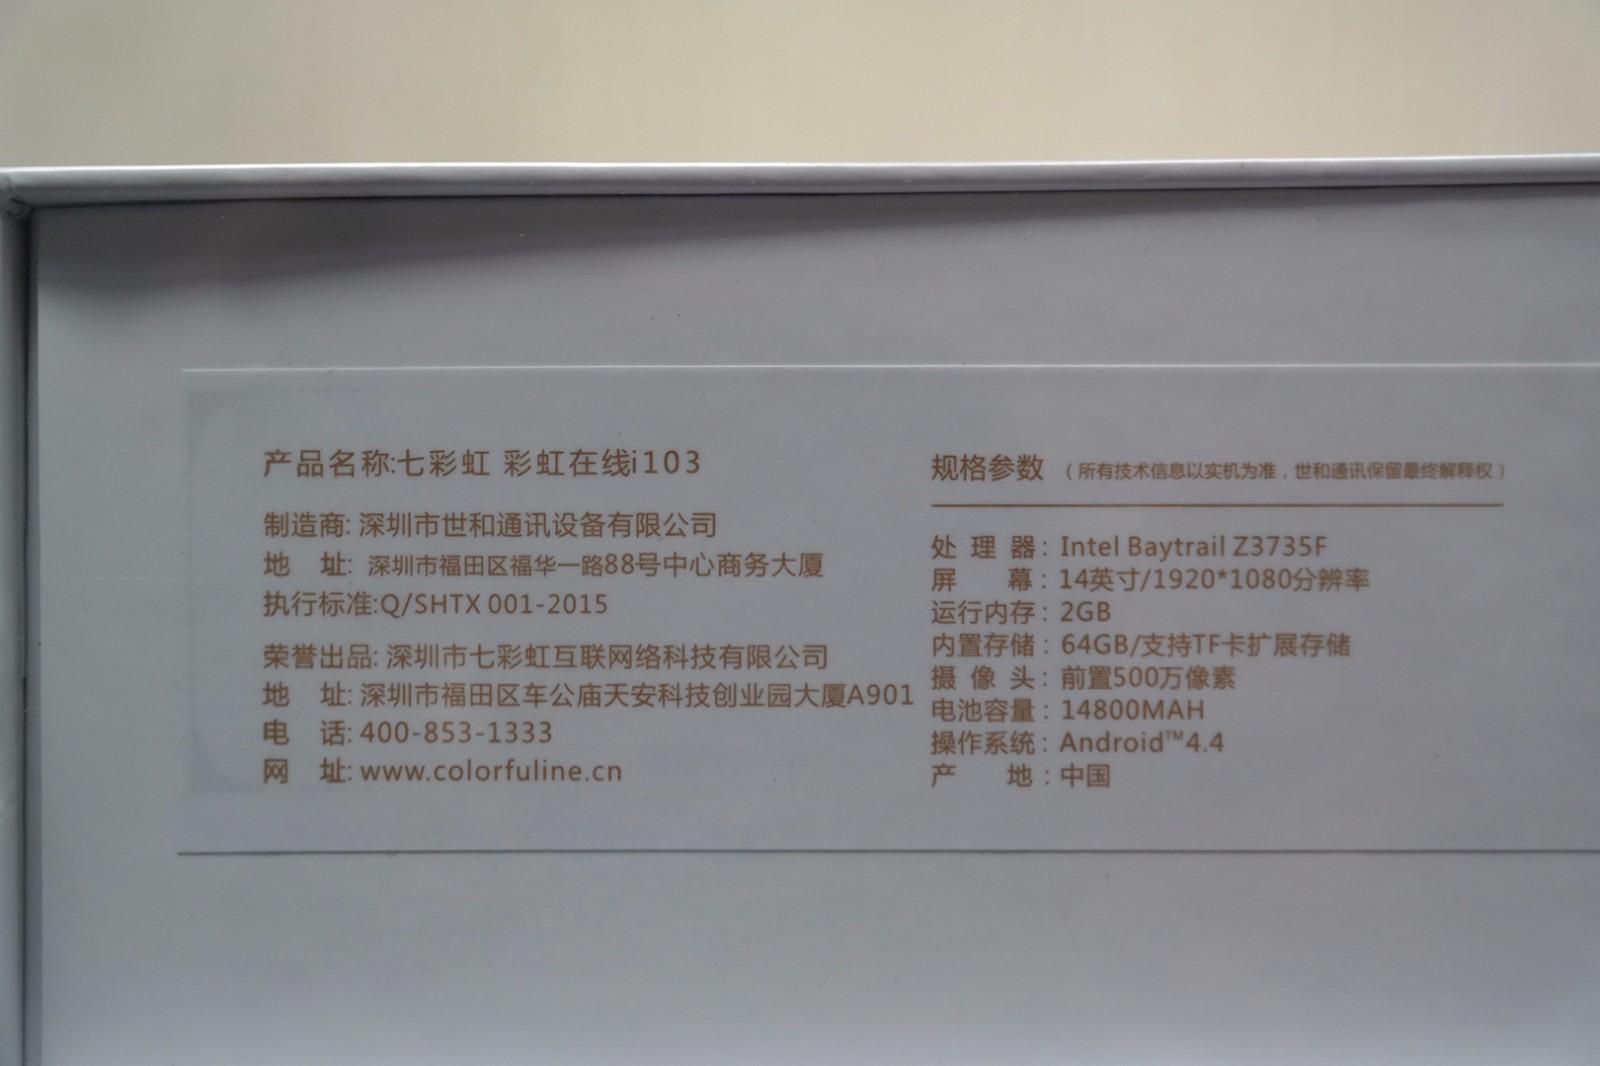 产品名称:七彩虹 彩虹在线i103
制造商: 深圳市世和通讯设备有限公司
地 址: 深圳市福田区福华一路88号中心商务大厦
执行标准:Q/SHTX 001-2015
荣誉出品: 深圳市七彩虹互联网络科技有限公司
地 址: 深圳市福田区车公庙天安科技创业园大厦A901
电 话: 400-853-1333
网 址: www.colorfuline.cn
规格参数 （所有技术信息以实机为准，世和通讯保留最终解释权）
处 理 器：Intel Baytrail Z3735F
屏 幕：14英寸/1920*1080分辨率
运行内存：2GB
内置存储：64GB/支持TF卡扩展存储
摄 像 头：前置500万像素
电池容量：14800MAH
操作系统：Android™4.4
产 地：中国